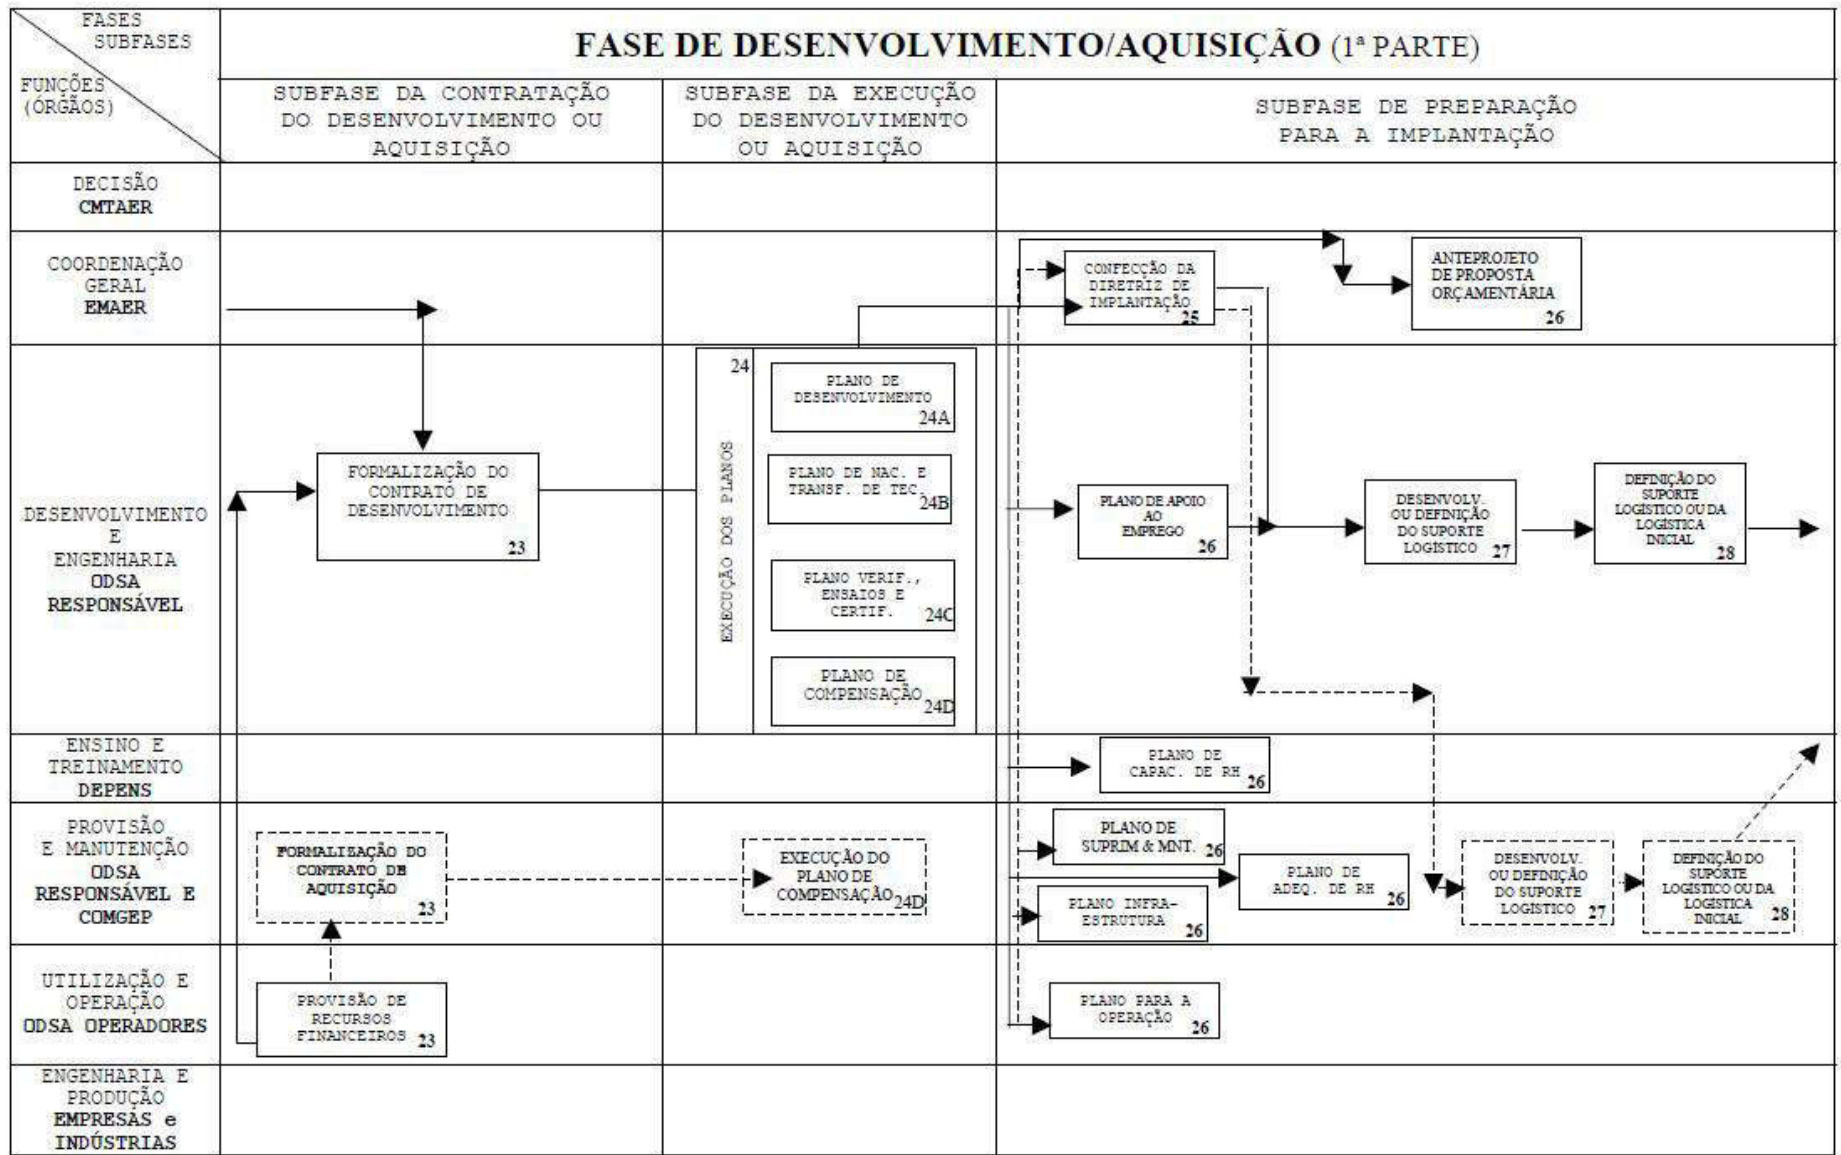 FASES
SUBFASES
FUNÇÕES
(ÓRGÃOS)
FASE DE DESENVOLVIMENTO/AQUISIÇÃO (1ª PARTE)
SUBFASE DA CONTRATAÇÃO
DO DESENVOLVIMENTO OU
AQUISIÇÃO
SUBFASE DA EXECUÇÃO
DO DESENVOLVIMENTO
OU AQUISIÇÃO
SUBFASE DE PREPARAÇÃO
PARA A IMPLANTAÇÃO
DECISÃO
CMTAER
COORDENAÇÃO
GERAL
EMAER
CONFECÇÃO DA
DIRETRIZ DE
IMPLANTAÇÃO
25
ANTEPROJETO
DE PROPOSTA
ORÇAMENTÁRIA
26
DESENVOLVIMENTO
E
ENGENHARIA
ODSA
RESPONSÁVEL
FORMALIZAÇÃO DO
CONTRATO DE
DESENVOLVIMENTO
23
24
EXECUÇÃO DOS PLANOS
PLANO DE
DESENVOLVIMENTO
24A
PLANO DE NAC. E
TRANSF. DE TEC.
24B
PLANO VERIF.,
ENSAIOS E
CERTIF.
24C
PLANO DE
COMPENSAÇÃO
24D
PLANO DE APOIO
AO
EMPREGO
26
DESENVOLV.
OU DEFINIÇÃO
DO SUPORTE
LOGÍSTICO
27
DEFINIÇÃO DO
SUPORTE
LOGÍSTICO OU DA
LOGÍSTICA
INICIAL
28
ENSINO E
TREINAMENTO
DEPENS
PLANO DE
CAPAC. DE RH
26
PROVISÃO
E MANUTENÇÃO
ODSA
RESPONSÁVEL E
COMGEP
FORMALIZAÇÃO DO
CONTRATO DE
AQUISIÇÃO
23
EXECUÇÃO DO
PLANO DE
COMPENSAÇÃO
24D
PLANO DE
SUPRIM & MNT.
26
PLANO DE
ADEQ. DE RH
26
PLANO INFRA-
ESTRUTURA
26
DESENVOLV.
OU DEFINIÇÃO
DO SUPORTE
LOGÍSTICO
27
DEFINIÇÃO DO
SUPORTE
LOGÍSTICO OU DA
LOGÍSTICA
INICIAL
28
UTILIZAÇÃO E
OPERAÇÃO
ODSA OPERADORES
PROVISÃO DE
RECURSOS
FINANCEIROS
23
PLANO PARA A
OPERAÇÃO
26
ENGENHARIA E
PRODUÇÃO
EMPRESAS e
INDÚSTRIAS